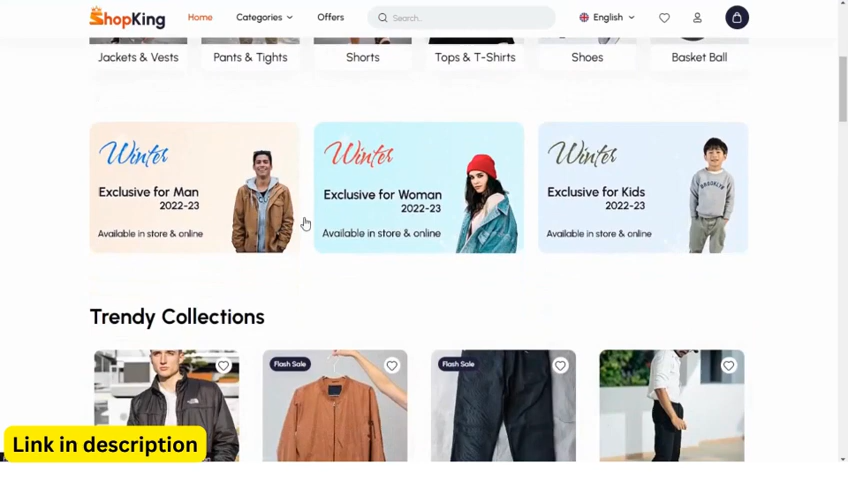 ShopKing
Home
Categories
Offers
Search..
English
Jackets & Vests
Pants & Tights
Shorts
Tops & T-Shirts
Shoes
Basket Ball
Winter
Exclusive for Man
2022-23
Available in store & online
Winter
Exclusive for Woman
2022-23
Available in store & online
Winter
Exclusive for Kids
2022-23
Available in store & online
BROOKLYN
Trendy Collections
Flash Sale
Flash Sale
Link in description